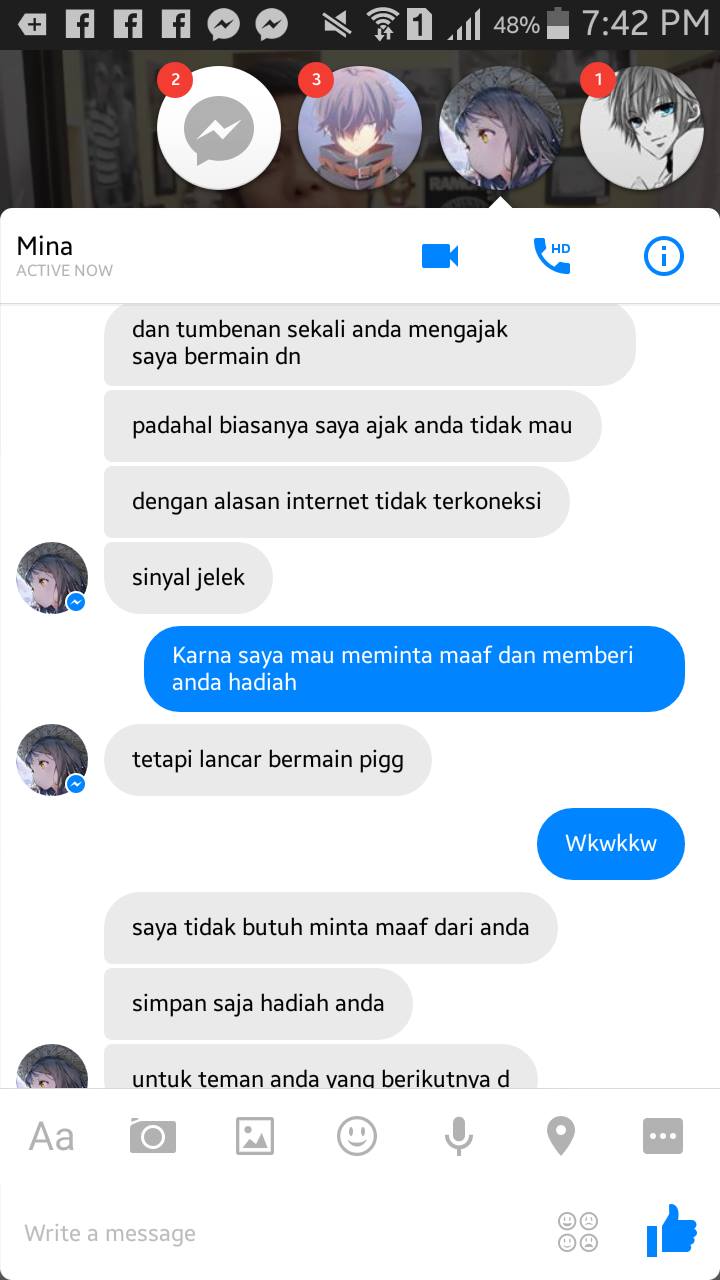 1
48%
7:42 PM
2
3
1
Mina
ACTIVE NOW
HD
dan tumbenan sekali anda mengajak
saya bermain dn
padahal biasanya saya ajak anda tidak mau
dengan alasan internet tidak terkoneksi
sinyal jelek
Karna saya mau meminta maaf dan memberi
anda hadiah
tetapi lancar bermain pigg
Wkwkkw
saya tidak butuh minta maaf dari anda
simpan saja hadiah anda
untuk teman anda yang berikutnya d
Aa
Write a message